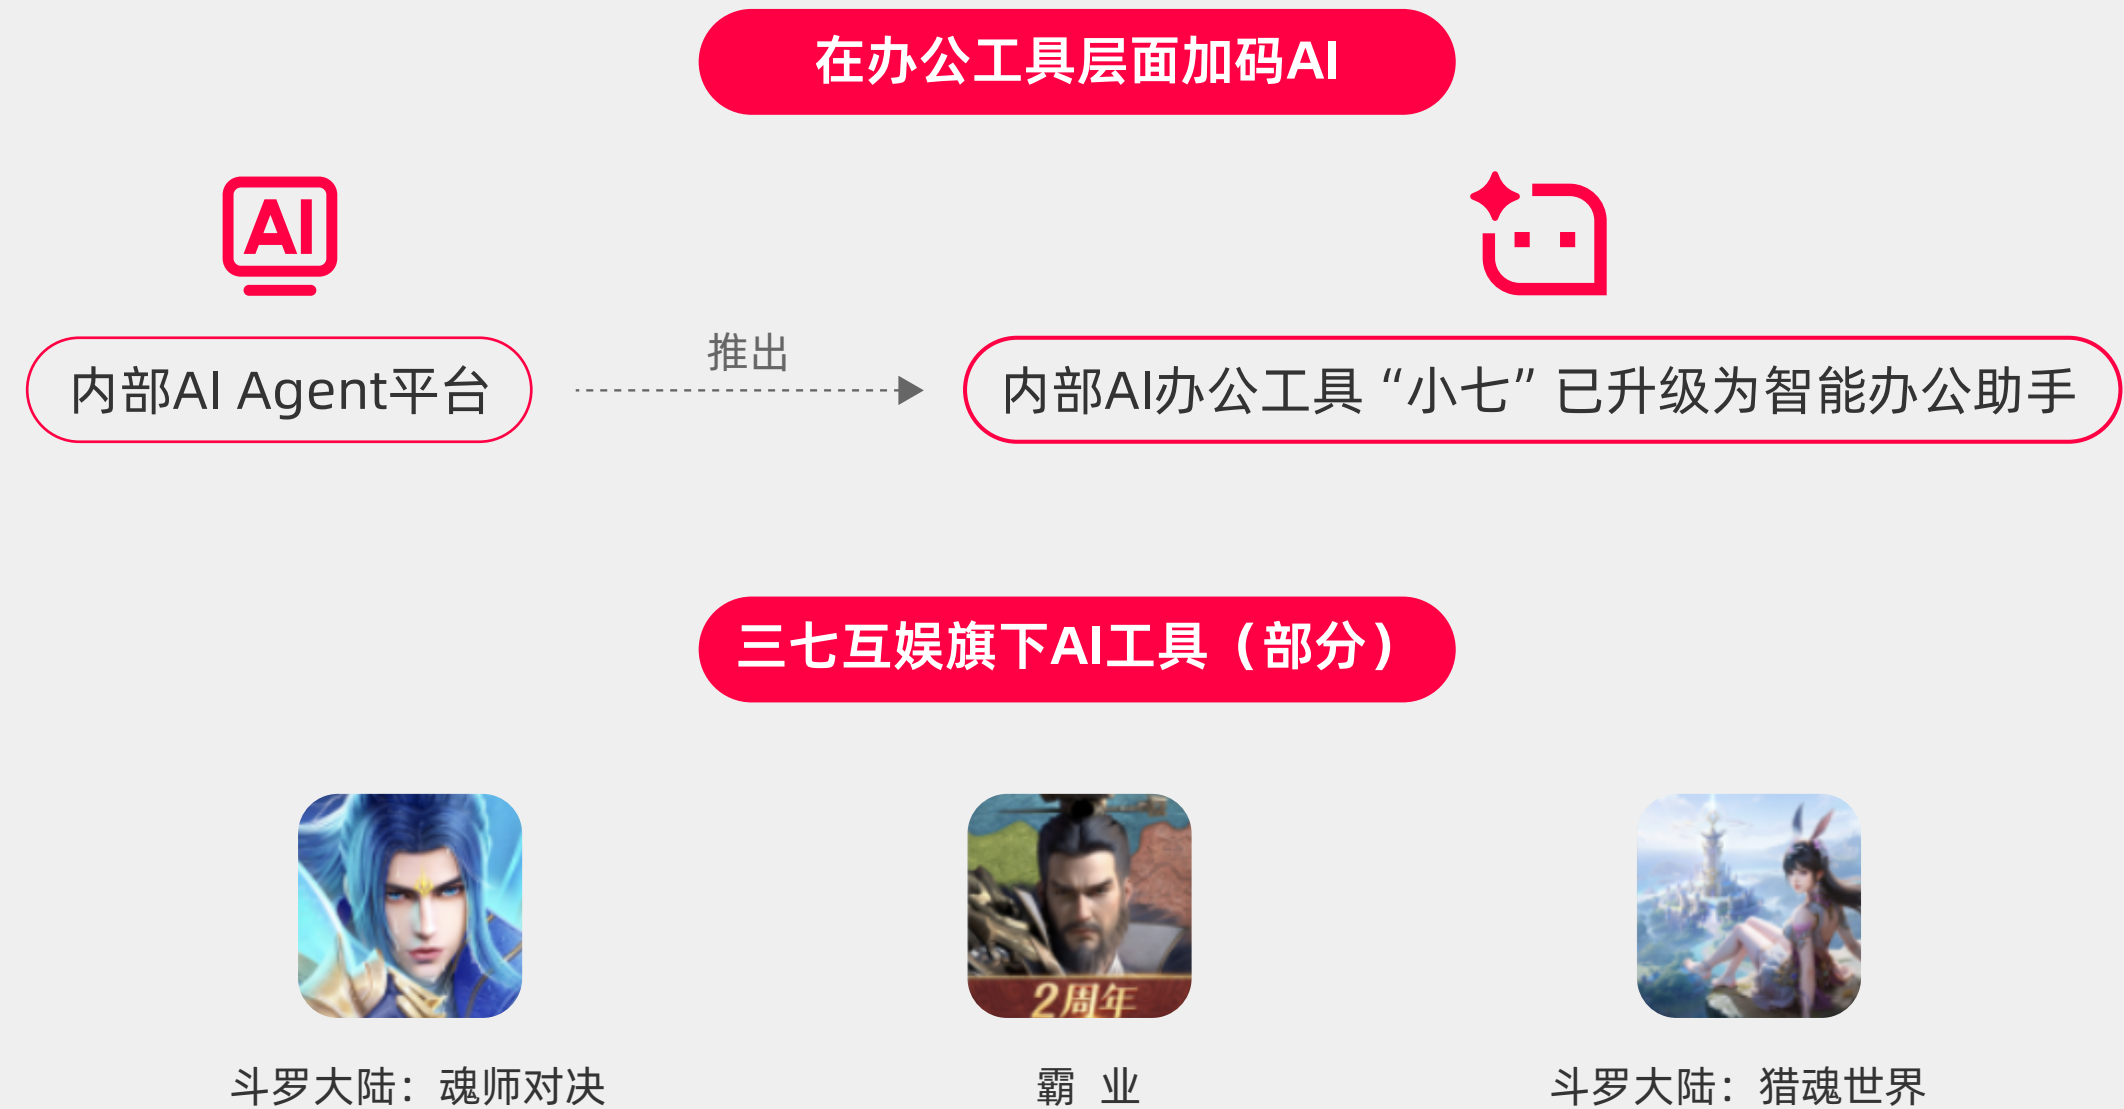 在办公工具层面加码AI
AI
推出
内部AI Agent平台
内部AI办公工具“小七”已升级为智能办公助手
三七互娱旗下AI工具（部分）
2周年
斗罗大陆：魂师对决
霸 业
斗罗大陆：猎魂世界